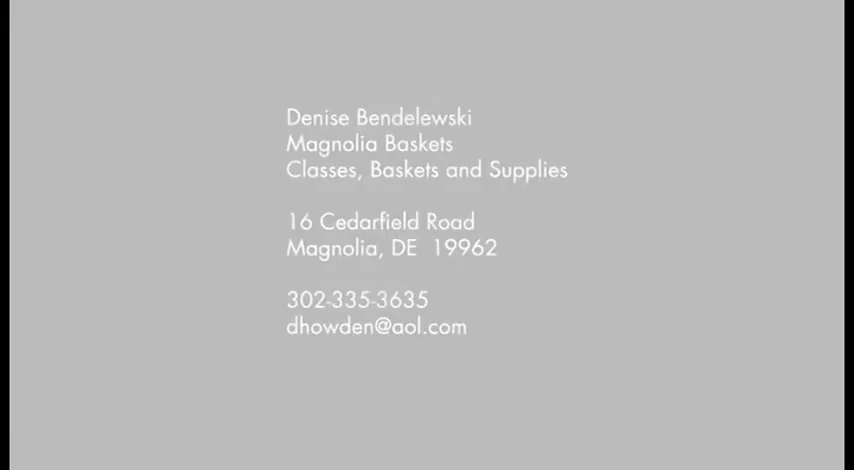 Denise Bendelewski
Magnolia Baskets
Classes, Baskets and Supplies
16 Cedarfield Road
Magnolia, DE 19962
302-335-3635
dhowden@aol.com